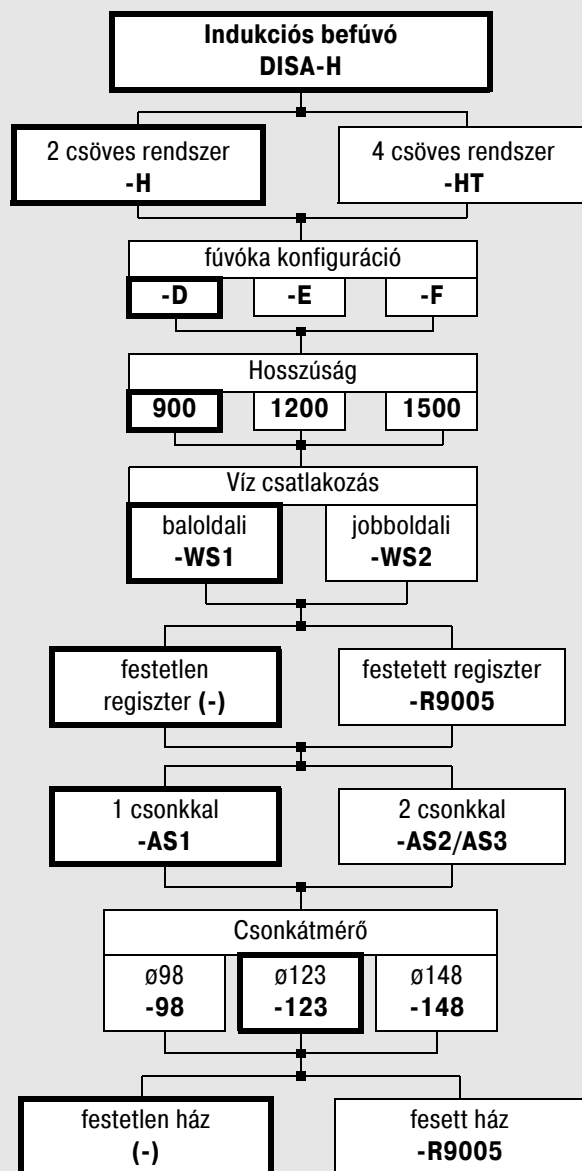 Indukciós befúvó
DISA-H
2 csöves rendszer
-H
4 csöves rendszer
-HT
fúvóka konfiguráció
-D
-E
-F
Hosszúság
900
1200
1500
Víz csatlakozás
baloldali
-WS1
jobboldali
-WS2
festetlen
regiszter (-)
festetett regiszter
-R9005
1 csonkkal
-AS1
2 csonkkal
-AS2/AS3
Csonkátmérő
ø98
-98
ø123
-123
ø148
-148
festetlen ház
(-)
fesett ház
-R9005